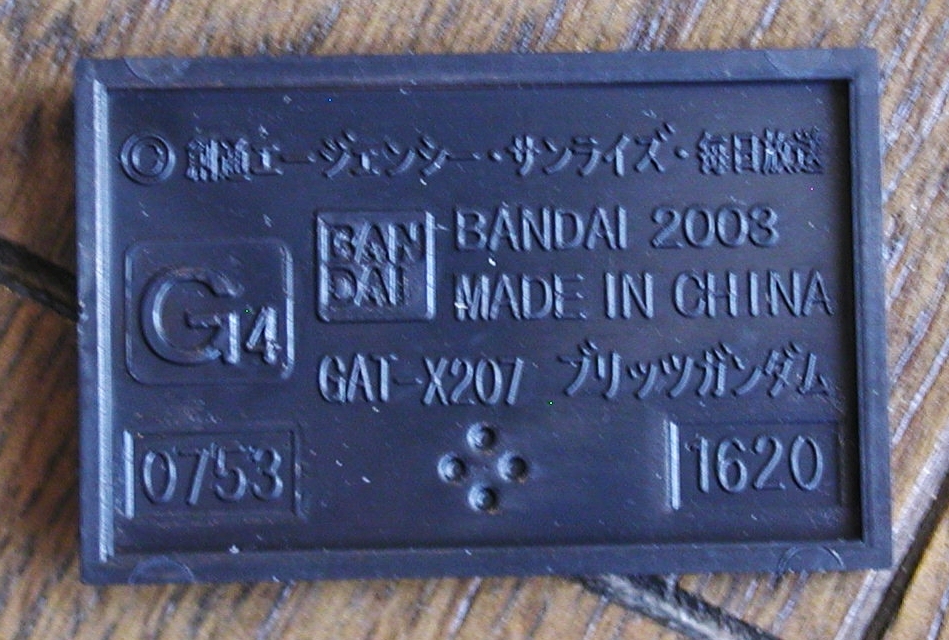 © 創通エージェンシー・サンライズ・毎日放送
BAN
DAI
BANDAI 2003
MADE IN CHINA
G14
GAT-X207 ブリッツガンダム
0753
1620